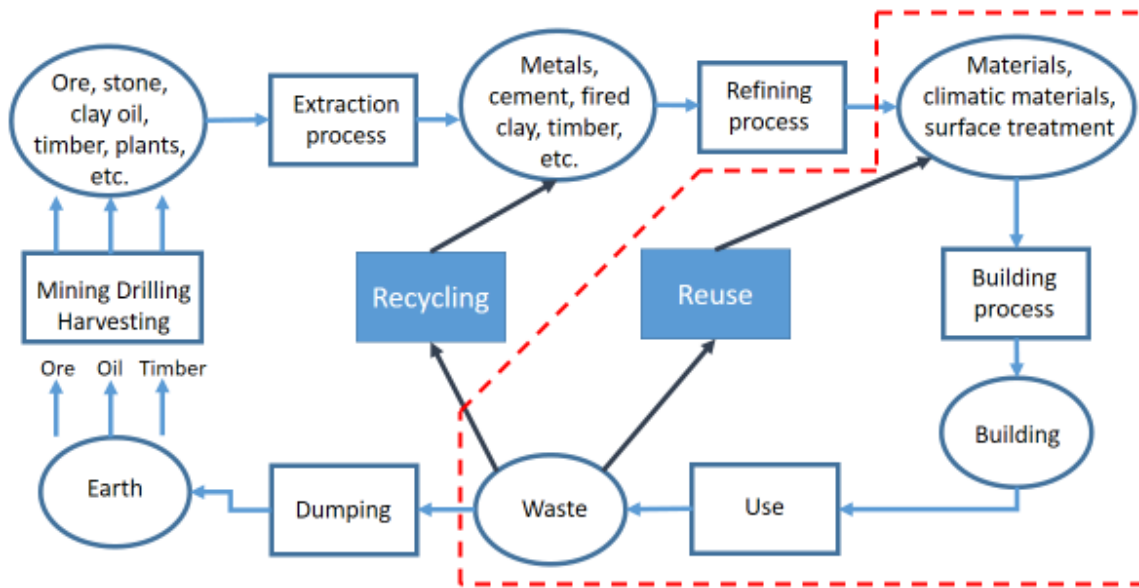 Ore, stone,
clay oil,
timber, plants,
etc.
Extraction
process
Metals,
cement, fired
clay, timber,
etc.
Refining
process
Materials,
climatic materials,
surface treatment
Mining Drilling
Harvesting
Recycling
Reuse
Building
process
Ore Oil Timber
Building
Earth
Dumping
Waste
Use